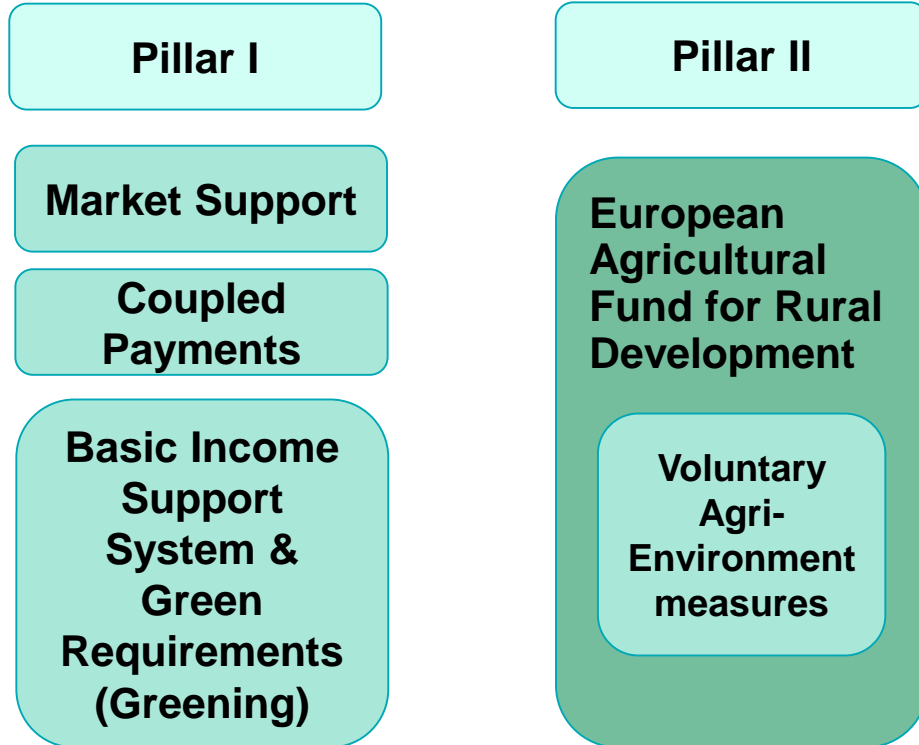 Pillar I
Market Support
Coupled
Payments
Basic Income
Support
System &
Green
Requirements
(Greening)
Pillar II
European
Agricultural
Fund for Rural
Development
Voluntary
Agri-
Environment
measures